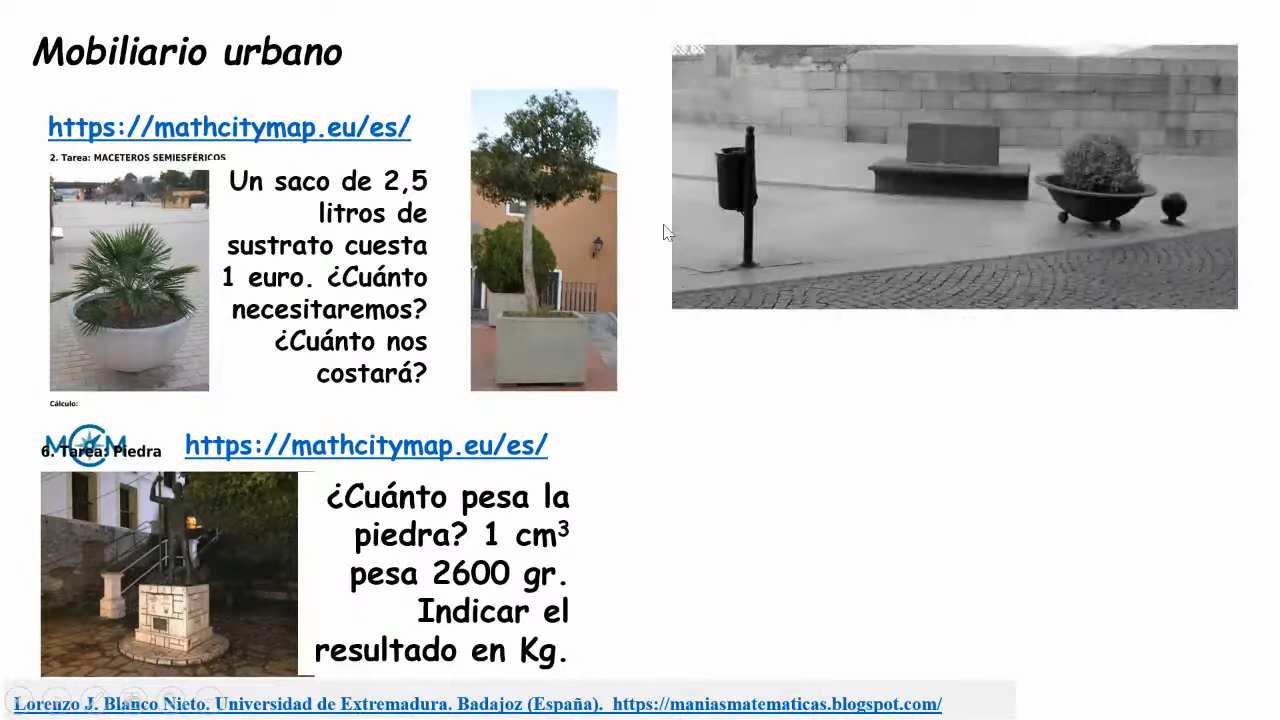 Mobiliario urbano
https://mathcitymap.eu/es/
2. Tarea: MACETEROS SEMIESFÉRICOS
Un saco de 2,5
litros de
sustrato cuesta
1 euro. ¿Cuánto
necesitaremos?
¿Cuánto nos
costará?
Cálculo:
MCM
6. Tarea: Piedra
https://mathcitymap.eu/es/
¿Cuánto pesa la
piedra? 1 cm³
pesa 2600 gr.
Indicar el
resultado en Kg.
Lorenzo J. Blanco Nieto. Universidad de Extremadura. Badajoz (España). https://maniasmatematicas.blogspot.com/